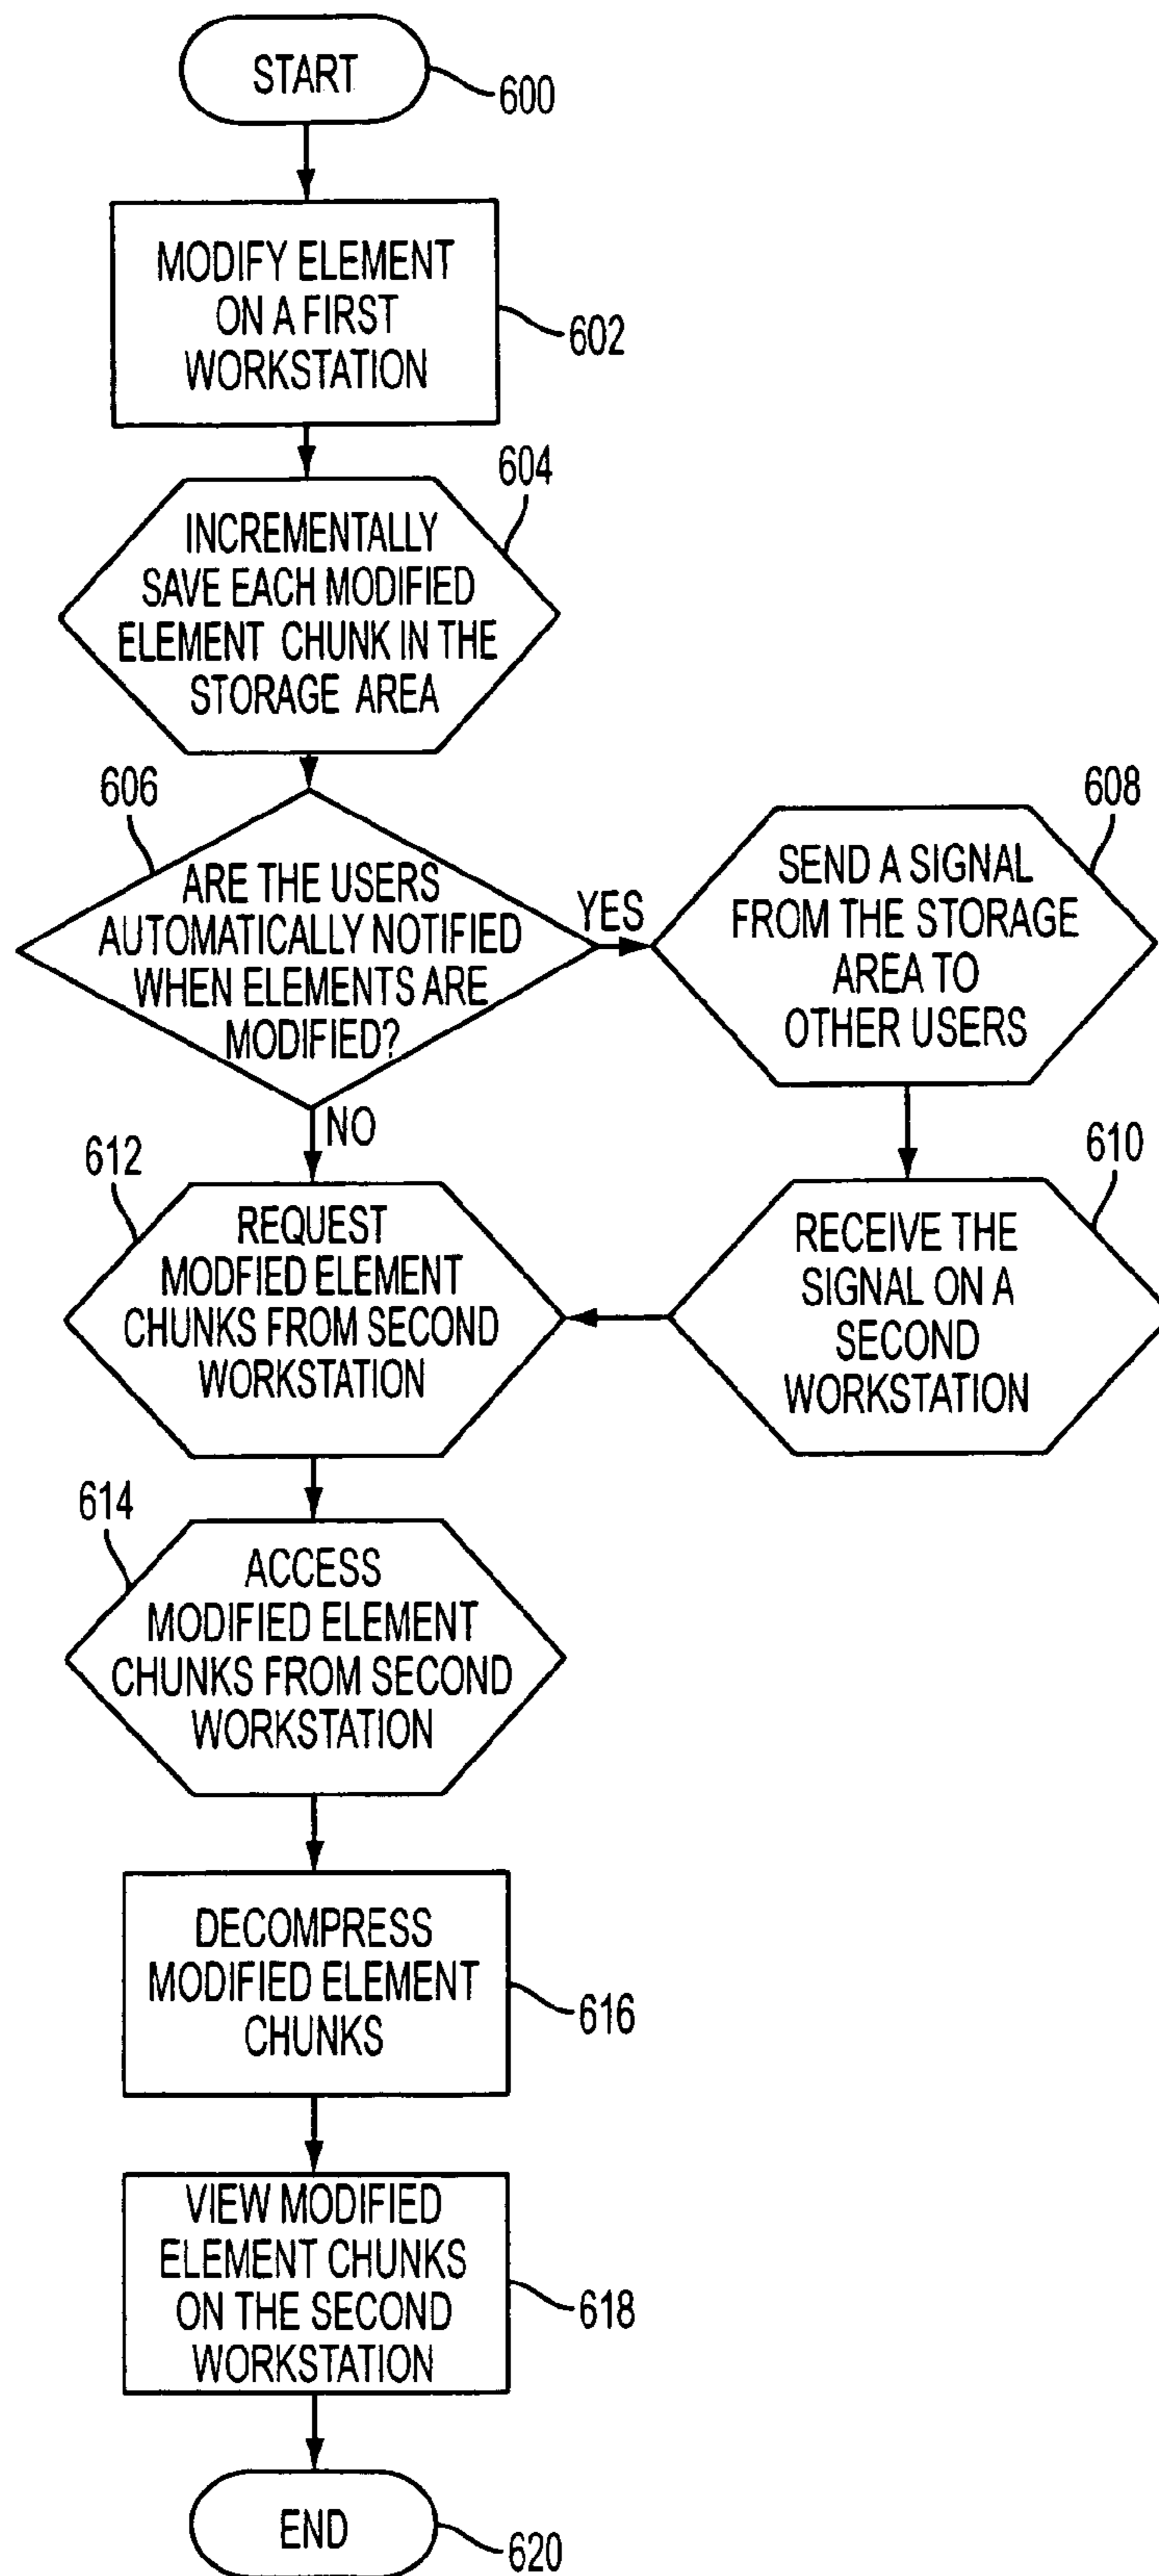 START
600
MODIFY ELEMENT
ON A FIRST
WORKSTATION
602
604
INCREMENTALLY
SAVE EACH MODIFIED
ELEMENT CHUNK IN THE
STORAGE AREA
606
ARE THE USERS
AUTOMATICALLY NOTIFIED
WHEN ELEMENTS ARE
MODIFIED?
YES
NO
608
SEND A SIGNAL
FROM THE STORAGE
AREA TO
OTHER USERS
610
RECEIVE THE
SIGNAL ON A
SECOND
WORKSTATION
612
REQUEST
MODFIED ELEMENT
CHUNKS FROM SECOND
WORKSTATION
614
ACCESS
MODIFIED ELEMENT
CHUNKS FROM SECOND
WORKSTATION
DECOMPRESS
MODIFIED ELEMENT
CHUNKS
616
VIEW MODIFIED
ELEMENT CHUNKS
ON THE SECOND
WORKSTATION
618
END
620